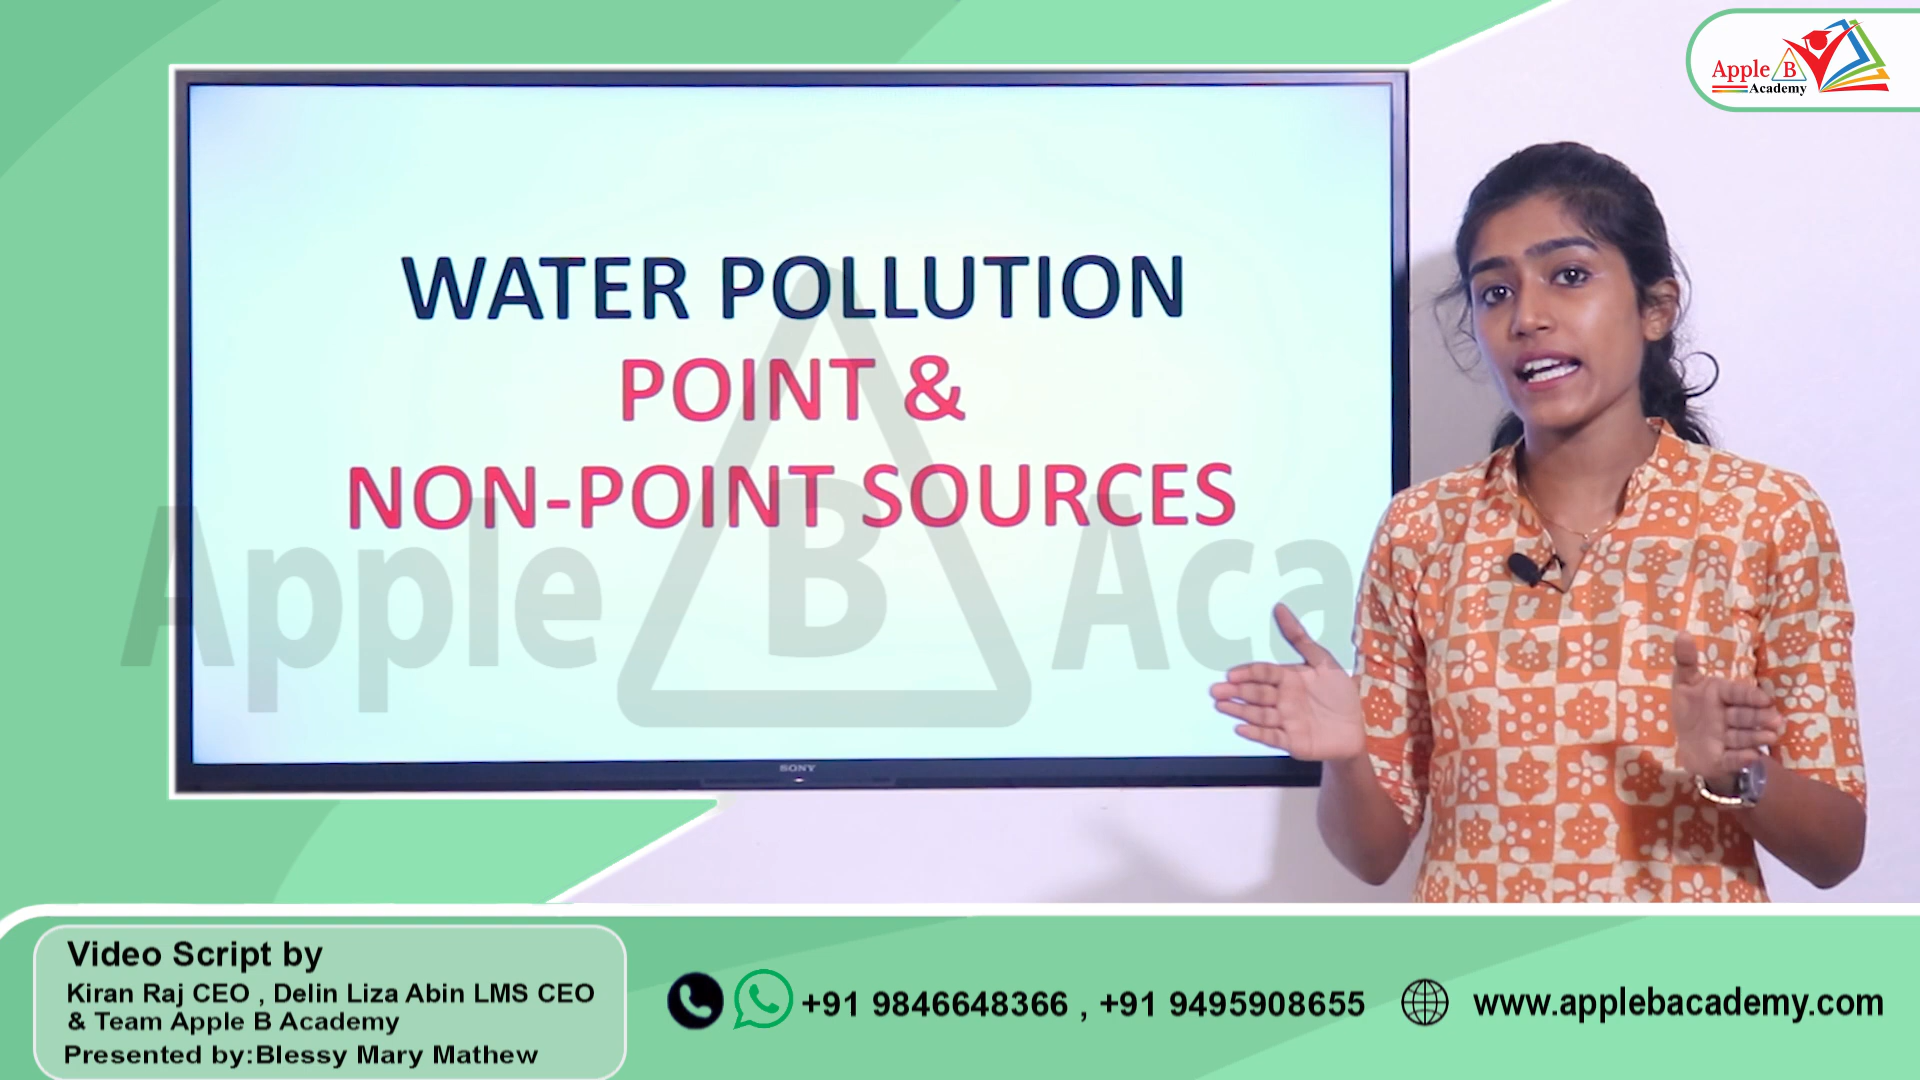 Apple B
Academy
WATER POLLUTION
POINT &
NON-POINT SOURCES
Apple B Academy
SONY
Video Script by
Kiran Raj CEO , Delin Liza Abin LMS CEO
& Team Apple B Academy
Presented by:Blessy Mary Mathew
+91 9846648366 , +91 9495908655
www.applebacademy.com